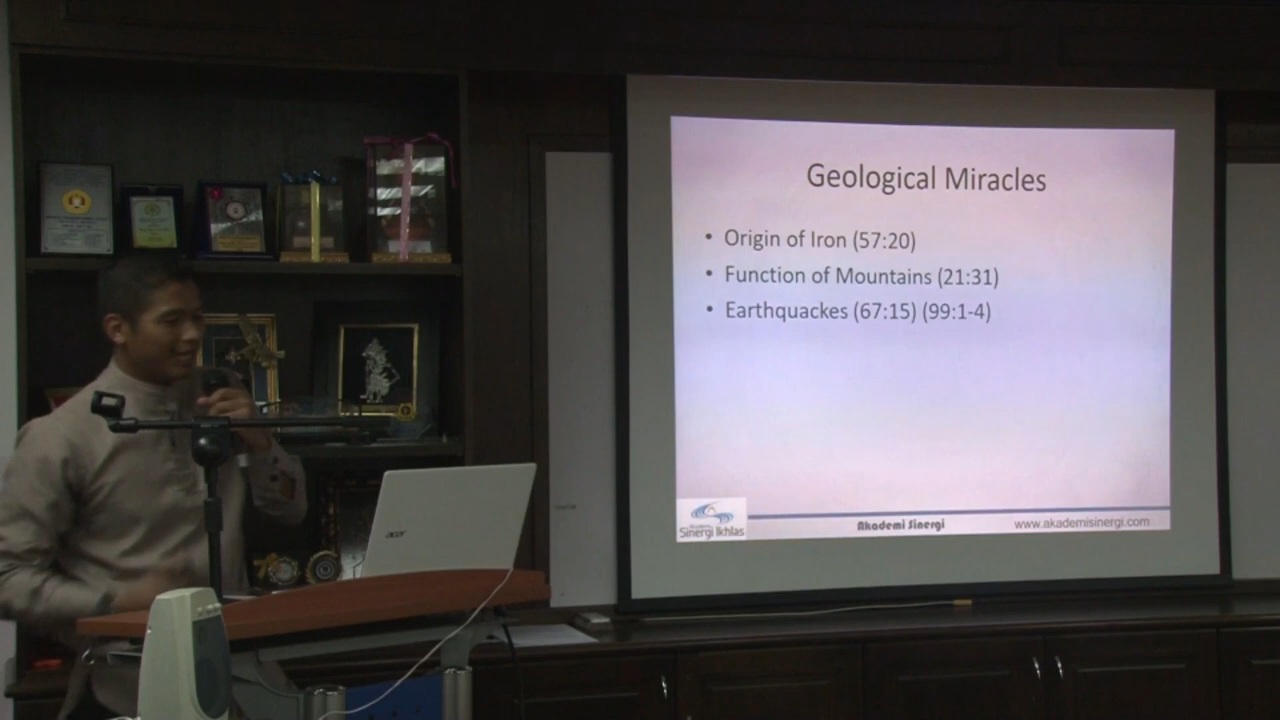 Geological Miracles
• Origin of Iron (57:20)
• Function of Mountains (21:31)
• Earthquackes (67:15) (99:1-4)
Sinergi Ikhlas
Akademi Sinergi
www.akademisinergi.com
acer